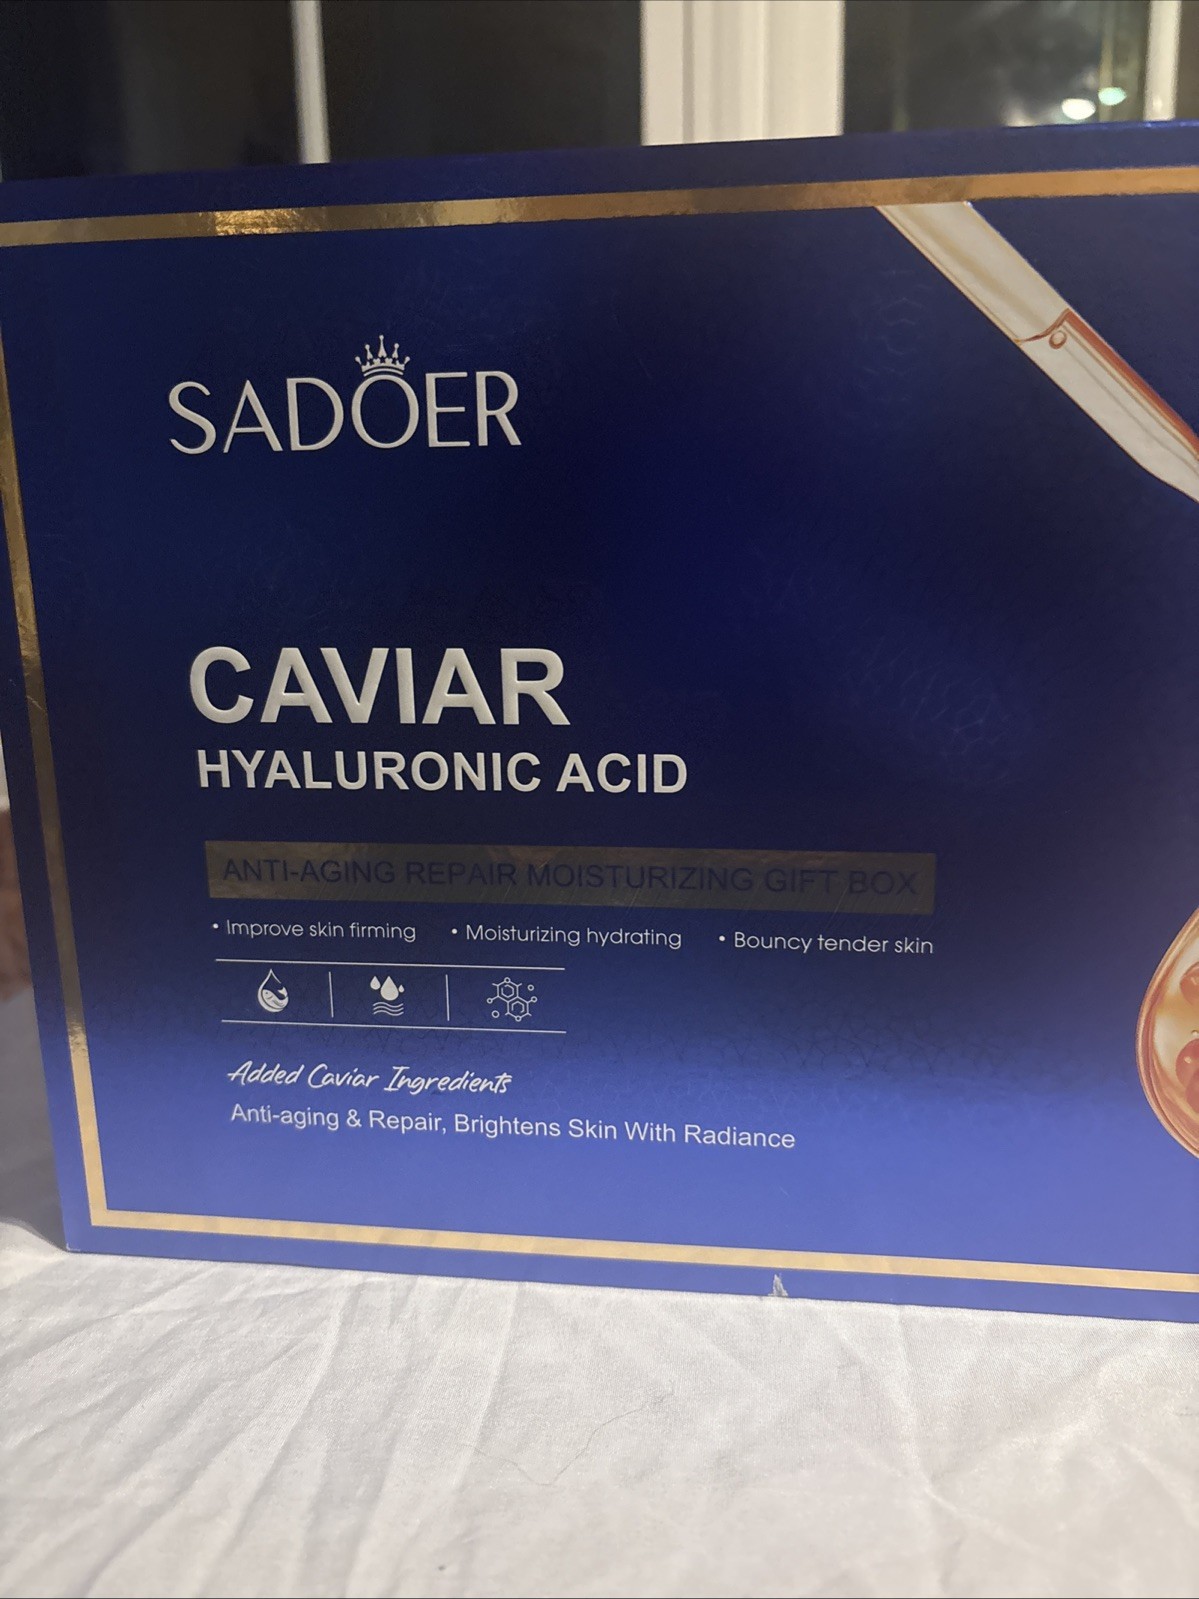 SADOER
CAVIAR
HYALURONIC ACID
ANTI-AGING REPAIR MOISTURIZING GIFT BOX
• Improve skin firming • Moisturizing hydrating • Bouncy tender skin
Added Caviar Ingredients
Anti-aging & Repair, Brightens Skin With Radiance